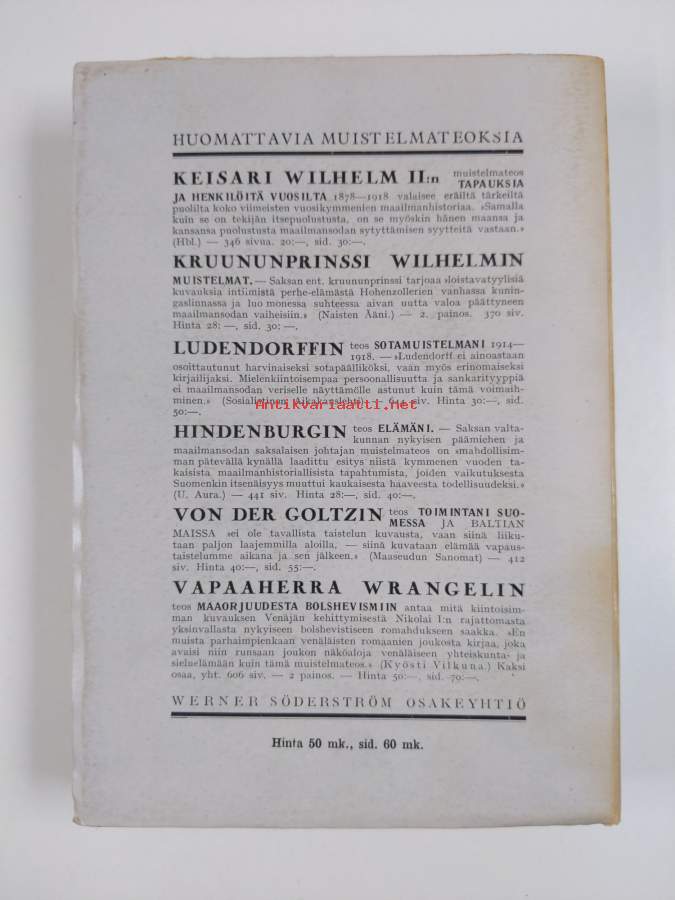 HUOMATTAVIA MUISTELMATEOKSIA
KEISARI WILHELM II:n muistelmateos TAPAUKSIA
JA HENKILÖITÄ VUOSILTA 1878—1918 valaisee eräiltä tärkeiltä
puolilta koko viimeisten vuosikymmenien maailmanhistoriaa. »Samalla
kuin se on tekijän itsepuolustusta, on se myöskin hänen maansa ja
kansansa puolustusta maailmansodan sytyttämisen syytteitä vastaan.»
(Hbl.) — 346 sivua. 20:—, sid. 30:—.
KRUUNUNPRINSSI WILHELMIN
MUISTELMAT. — Saksan ent. kruununprinssi tarjoaa »loistavatyylisiä
kuvauksia intiimistä perhe-elämästä Hohenzollerien vanhassa kunin-
gaslinnassa ja luo monessa suhteessa aivan uutta valoa päättyneen
maailmansodan vaiheisiin.» (Naisten Ääni.) — 2. painos. 370 siv.
Hinta 28: —, sid. 30: —.
LUDENDORFFIN teos SOTAMUISTELMANI 1914—
1918. — »Ludendorff ei ainoastaan
osoittautunut harvinaiseksi sotapäälliköksi, vaan myös erinomaiseksi
kirjailijaksi. Mielenkiintoisempaa persoonallisuutta ja sankarityyppiä
ei maailmansodan veriselle näyttämölle astunut kuin tämä voimaih-
minen.» (Sosialistinen Aikakauslehti) — 644 siv. Hinta 30:—, sid.
50:—.
Antikvariaatti.net
HINDENBURGIN teos ELÄMÄNI. — Saksan valta-
kunnan nykyisen päämiehen ja
maailmansodan saksalaisen johtajan muistelmateos on »mahdollisim-
man pätevällä kynällä laadittu esitys niistä kymmenen vuoden ta-
kaisista maailmanhistoriallisista tapahtumista, joiden vaikutuksesta
Suomenkin itsenäisyys muuttui kaukaisesta haaveesta todellisuudeksi.»
(U. Aura.) — 441 siv. Hinta 28:—, sid. 40:—.
VON DER GOLTZIN teos TOIMINTANI SUO-
MESSA JA BALTIAN
MAISSA »ei ole tavallista taistelun kuvausta, vaan siinä liiku-
taan paljon laajemmilla aloilla, — siinä kuvataan elämää vapaus-
taistelumme aikana ja sen jälkeen.» (Maaseudun Sanomat) — 412
siv. Hinta 40:—, sid. 55:—.
VAPAAHERRA WRANGELIN
teos MAAORJUUDESTA BOLSHEVISMIIN antaa mitä kiintoisim-
man kuvauksen Venäjän kehittymisestä Nikolai I:n rajattomasta
yksinvallasta nykyiseen bolshevistiseen romahdukseen saakka. »En
muista parhaimpienkaan venäläisten romaanien joukosta kirjaa, joka
avaisi niin runsaan joukon näköaloja venäläiseen yhteiskunta- ja
sieluelämään kuin tämä muistelmateos.» (Kyösti Vilkuna.) Kaksi
osaa, yht. 606 siv. — 2 painos. — Hinta 50:—, sid. 70:—.
WERNER SÖDERSTRÖM OSAKEYHTIÖ
Hinta 50 mk., sid. 60 mk.